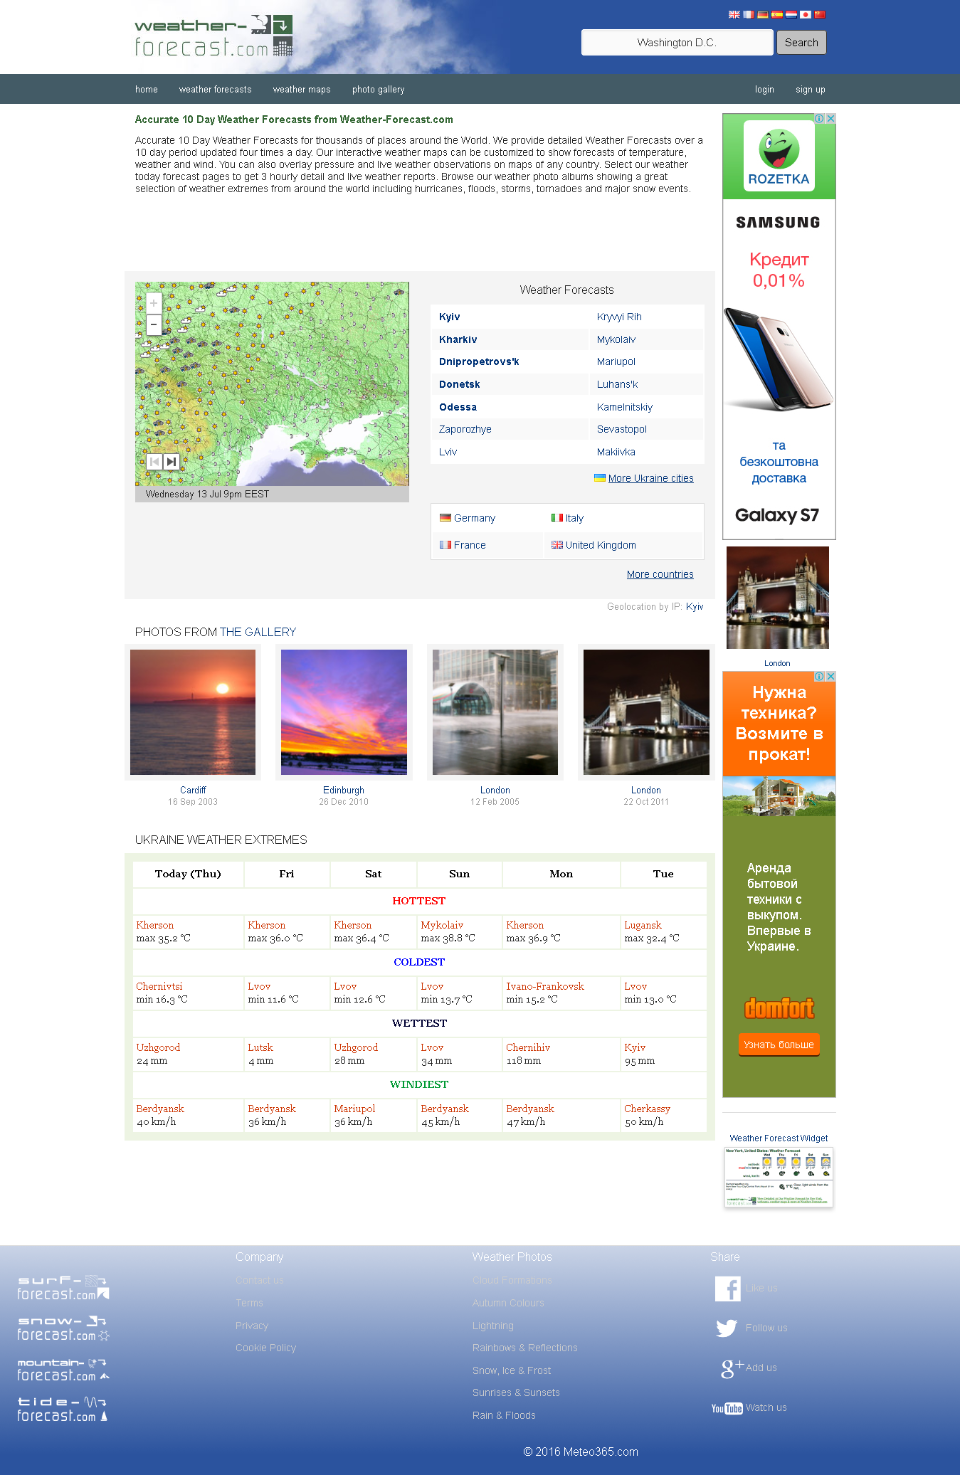 weather-
forecast.com
Washington D.C.
Search
home
weather forecasts
weather maps
photo gallery
login
sign up
Accurate 10 Day Weather Forecasts from Weather-Forecast.com
Accurate 10 Day Weather Forecasts for thousands of places around the World. We provide detailed Weather Forecasts over a
10 day period updated four times a day. Our interactive weather maps can be customized to show forecasts of temperature,
weather and wind. You can also overlay pressure and live weather observations on maps of any country. Select our weather
today forecast pages to get 3 hourly detail and live weather reports. Browse our weather photo albums showing a great
selection of weather extremes from around the world including hurricanes, floods, storms, tornadoes and major snow events.
ROZETKA
SAMSUNG
Кредит
0,01%
та
безкоштовна
доставка
Galaxy S7
Wednesday 13 Jul 9pm EEST
Weather Forecasts
Kyiv Kryvyi Rih
Kharkiv Mykolaiv
Dnipropetrovs'k Mariupol
Donetsk Luhans'k
Odessa Kamelnitskiy
Zaporozhye Sevastopol
Lviv Makiivka
More Ukraine cities
Germany Italy
France United Kingdom
More countries
Geolocation by IP: Kyiv
London
PHOTOS FROM THE GALLERY
Cardiff
16 Sep 2003
Edinburgh
26 Dec 2010
London
12 Feb 2005
London
22 Oct 2011
Нужна
техника?
Возмите в
прокат!
Аренда
бытовой
техники с
выкупом.
Впервые в
Украине.
domfort
Узнать больше
UKRAINE WEATHER EXTREMES
Today (Thu) Fri Sat Sun Mon Tue
HOTTEST
Kherson Kherson Kherson Mykolaiv Kherson Lugansk
max 35.2 °C max 36.0 °C max 36.4 °C max 38.8 °C max 36.9 °C max 32.4 °C
COLDEST
Chernivtsi Lvov Lvov Lvov Ivano-Frankovsk Lvov
min 16.3 °C min 11.6 °C min 12.6 °C min 13.7 °C min 15.2 °C min 13.0 °C
WETTEST
Uzhgorod Lutsk Uzhgorod Lvov Chernihiv Kyiv
24 mm 4 mm 28 mm 34 mm 118 mm 95 mm
WINDIEST
Berdyansk Berdyansk Mariupol Berdyansk Berdyansk Cherkassy
40 km/h 36 km/h 36 km/h 45 km/h 47 km/h 50 km/h
Weather Forecast Widget
New York, United States: Weather Forecast
surf-
forecast.com
snow-
forecast.com
mountain-
forecast.com
tide-
forecast.com
Company
Contact us
Terms
Privacy
Cookie Policy
Weather Photos
Cloud Formations
Autumn Colours
Lightning
Rainbows & Reflections
Snow, Ice & Frost
Sunrises & Sunsets
Rain & Floods
Share
Like us
Follow us
Add us
YouTube
Watch us
© 2016 Meteo365.com